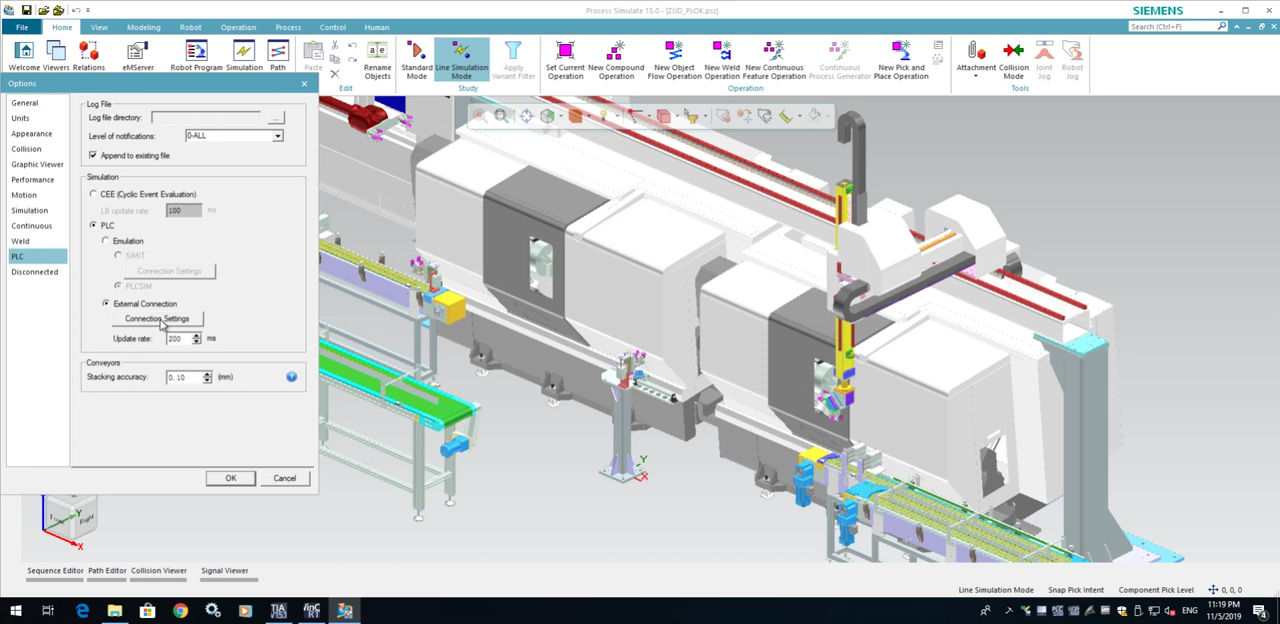 Process Simulate 15.0 - [ZJJD_PsOK.psz]
SIEMENS
File Home View Modeling Robot Operation Process Control Human
Search (Ctrl+F)
Welcome Viewers Relations eMServer Robot Program Simulation Path Paste Rename Objects Standard Mode Line Simulation Mode Apply Variant Filter Set Current Operation New Compound Operation New Object Flow Operation New Weld Operation New Continuous Feature Operation Continuous Process Generator New Pick and Place Operation Attachment Collision Mode Joint Jog Robot Jog
Edit Study Operation Tools
Options
General
Units
Appearance
Collision
Graphic Viewer
Performance
Motion
Simulation
Continuous
Weld
PLC
Disconnected
Log File
Log file directory: ...
Level of notifications: 0-ALL
Append to existing file
Simulation
CEE (Cyclic Event Evaluation)
LB update rate: 100 ms
PLC
Emulation
SIMIT
Connection Settings
PLCSIM
External Connection
Connection Settings
Update rate: 200 ms
Conveyors
Stacking accuracy: 0.10 (mm)
OK Cancel
Y
X
Right
Y
X
Sequence Editor Path Editor Collision Viewer Signal Viewer
Line Simulation Mode Snap Pick Intent Component Pick Level 0, 0, 0
ENG
11:19 PM
11/5/2019